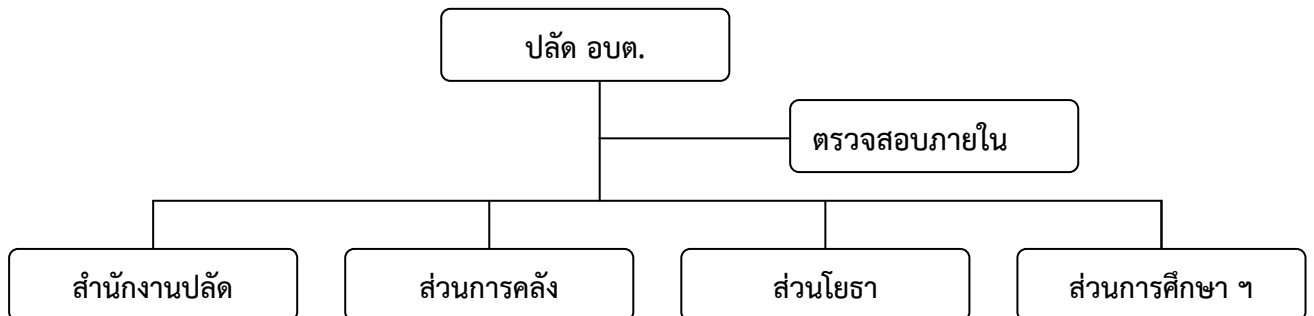 ปลัด อบต.
ตรวจสอบภายใน
สำนักงานปลัด
ส่วนการคลัง
ส่วนโยธา
ส่วนการศึกษา ฯ